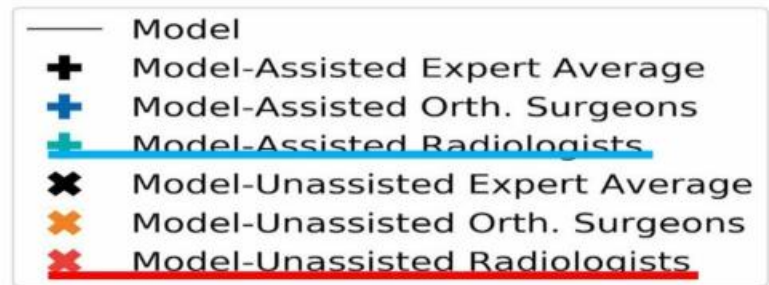 Model
Model-Assisted Expert Average
Model-Assisted Orth. Surgeons
Model-Assisted Radiologists
Model-Unassisted Expert Average
Model-Unassisted Orth. Surgeons
Model-Unassisted Radiologists